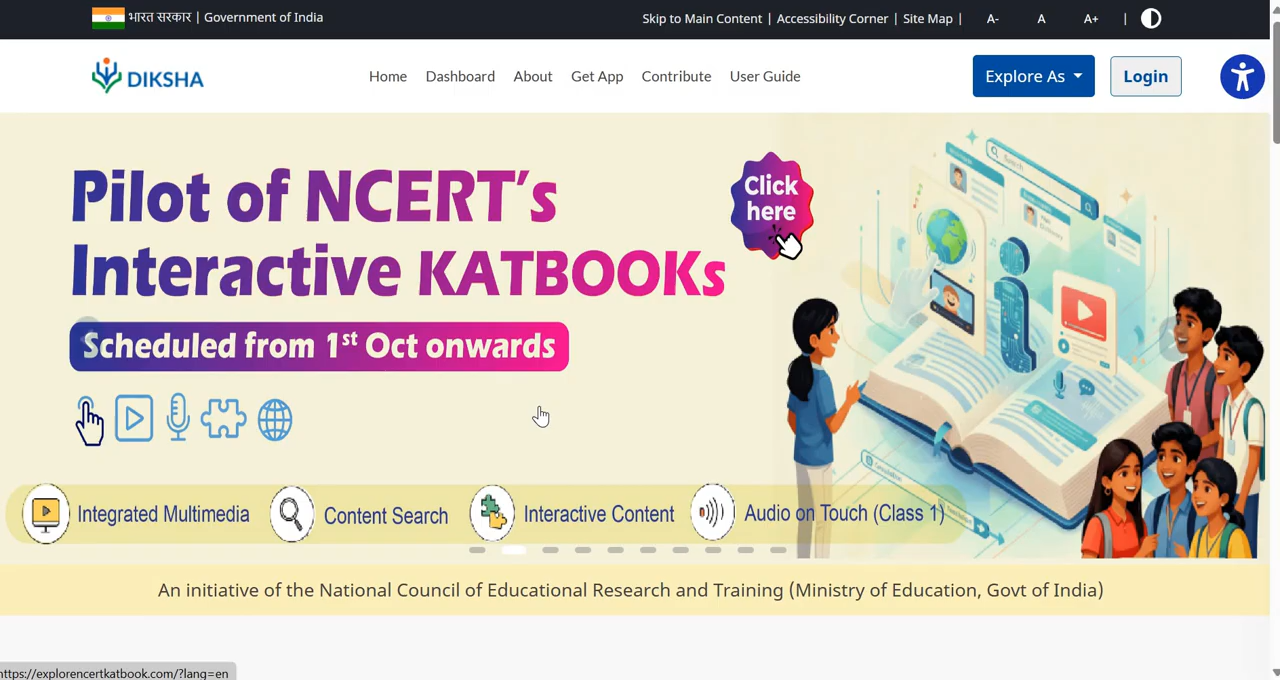 भारत सरकार | Government of India
Skip to Main Content | Accessibility Corner | Site Map | A- A A+ |
DIKSHA
Home Dashboard About Get App Contribute User Guide
Explore As
Login
Pilot of NCERT's
Interactive KATBOOKs
Click
here
Scheduled from 1st Oct onwards
Search
Integrated Multimedia
Content Search
Interactive Content
Audio on Touch (Class 1)
An initiative of the National Council of Educational Research and Training (Ministry of Education, Govt of India)
https://explorencertkatbook.com/?lang=en